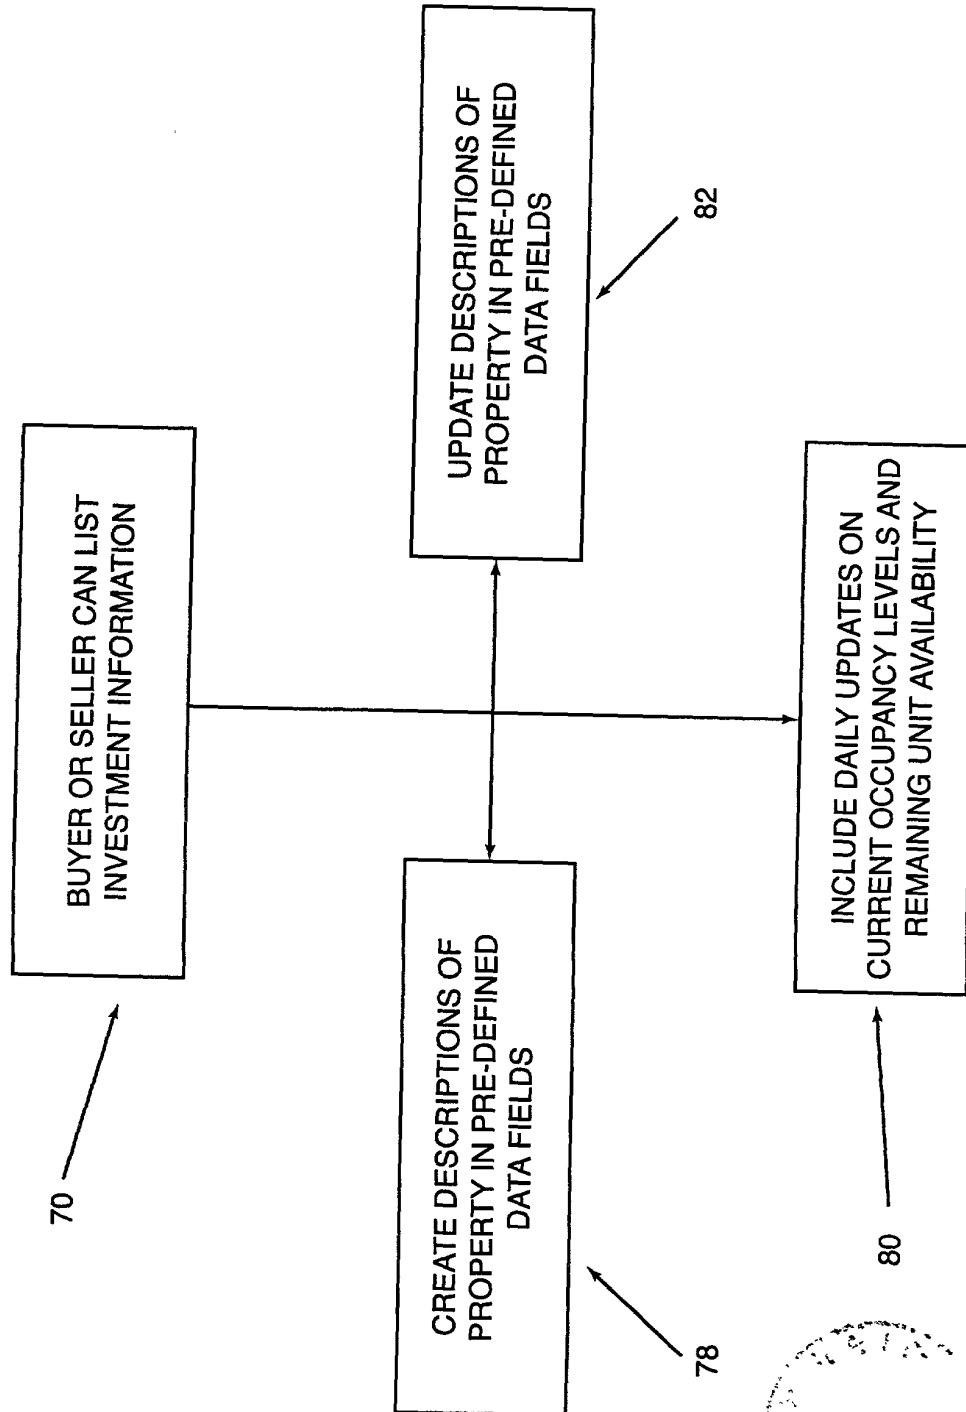 BUYER OR SELLER CAN LIST
INVESTMENT INFORMATION
70
CREATE DESCRIPTIONS OF
PROPERTY IN PRE-DEFINED
DATA FIELDS
78
UPDATE DESCRIPTIONS OF
PROPERTY IN PRE-DEFINED
DATA FIELDS
82
INCLUDE DAILY UPDATES ON
CURRENT OCCUPANCY LEVELS AND
REMAINING UNIT AVAILABILITY
80